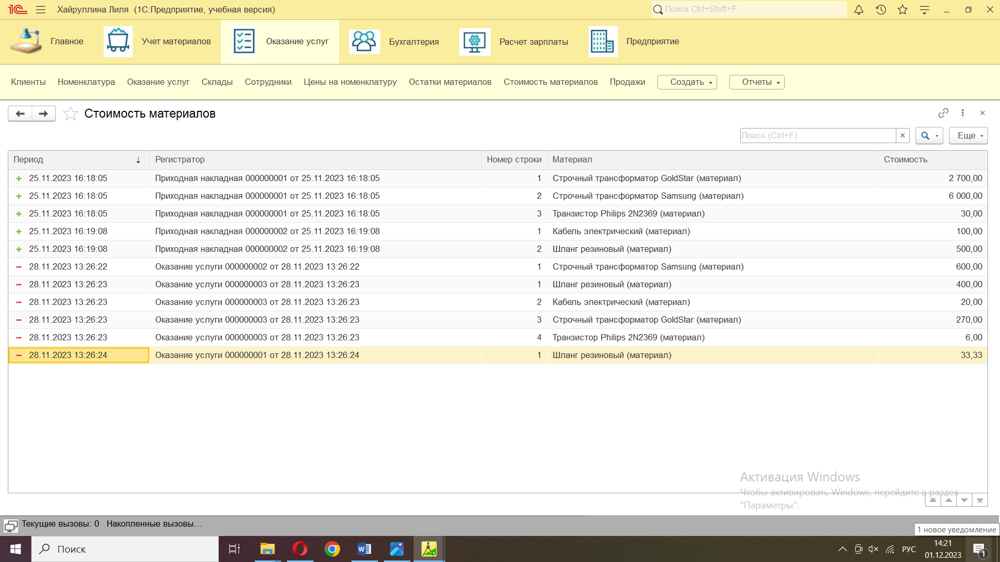 Хайруллина Лиля (1С:Предприятие, учебная версия)
Поиск Ctrl+Shift+F
Главное
Учет материалов
Оказание услуг
Бухгалтерия
Расчет зарплаты
Предприятие
Клиенты Номенклатура Оказание услуг Склады Сотрудники Цены на номенклатуру Остатки материалов Стоимость материалов Продажи Создать Отчеты
Стоимость материалов
Поиск (Ctrl+F) × Еще
Период Регистратор Номер строки Материал Стоимость
25.11.2023 16:18:05 Приходная накладная 000000001 от 25.11.2023 16:18:05 1 Строчный трансформатор GoldStar (материал) 2 700,00
25.11.2023 16:18:05 Приходная накладная 000000001 от 25.11.2023 16:18:05 2 Строчный трансформатор Samsung (материал) 6 000,00
25.11.2023 16:18:05 Приходная накладная 000000001 от 25.11.2023 16:18:05 3 Транзистор Philips 2N2369 (материал) 30,00
25.11.2023 16:19:08 Приходная накладная 000000002 от 25.11.2023 16:19:08 1 Кабель электрический (материал) 100,00
25.11.2023 16:19:08 Приходная накладная 000000002 от 25.11.2023 16:19:08 2 Шланг резиновый (материал) 500,00
28.11.2023 13:26:22 Оказание услуги 000000002 от 28.11.2023 13:26:22 1 Строчный трансформатор Samsung (материал) 600,00
28.11.2023 13:26:23 Оказание услуги 000000003 от 28.11.2023 13:26:23 1 Шланг резиновый (материал) 400,00
28.11.2023 13:26:23 Оказание услуги 000000003 от 28.11.2023 13:26:23 2 Кабель электрический (материал) 20,00
28.11.2023 13:26:23 Оказание услуги 000000003 от 28.11.2023 13:26:23 3 Строчный трансформатор GoldStar (материал) 270,00
28.11.2023 13:26:23 Оказание услуги 000000003 от 28.11.2023 13:26:23 4 Транзистор Philips 2N2369 (материал) 6,00
28.11.2023 13:26:24 Оказание услуги 000000001 от 28.11.2023 13:26:24 1 Шланг резиновый (материал) 33,33
Активация Windows
Чтобы активировать Windows, перейдите в раздел
"Параметры".
Текущие вызовы: 0 Накопленные вызовы…
1 новое уведомление
Поиск
РУС
14:21
01.12.2023
1